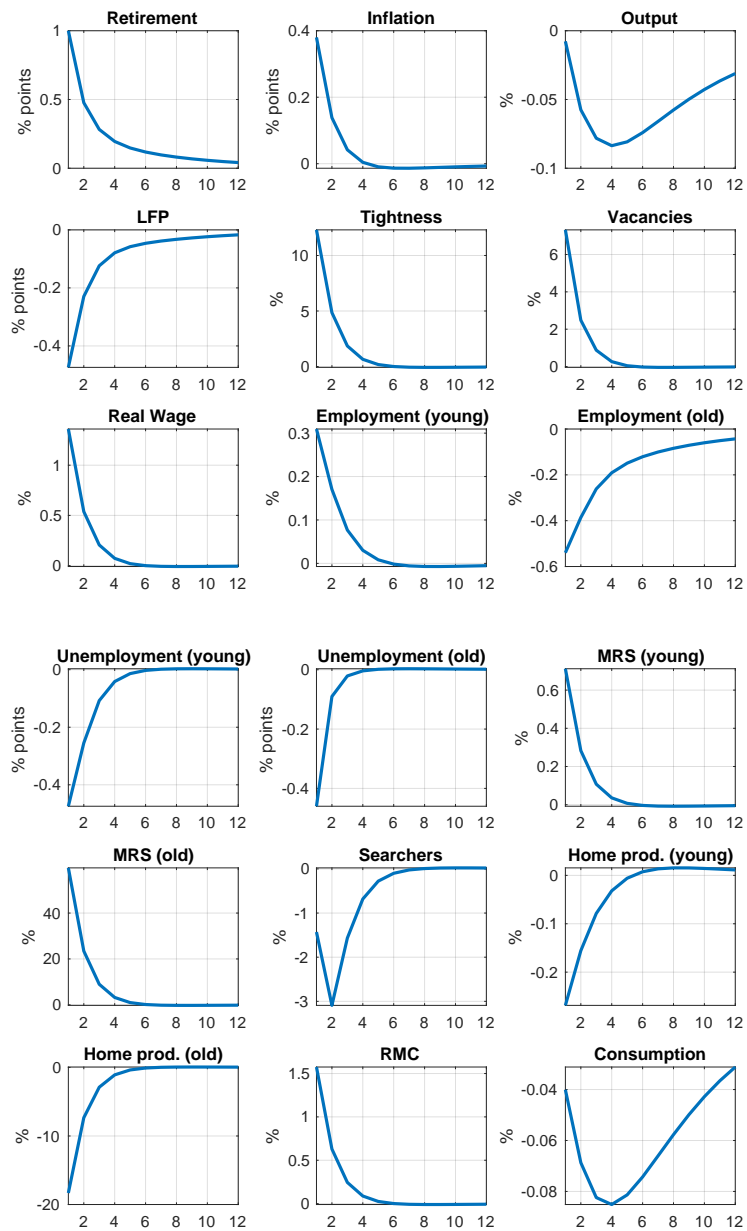 Retirement Inflation Output
1 0.4 0
% points % points %
0.5 0.2 -0.05
0 0 -0.1
2 4 6 8 10 12 2 4 6 8 10 12 2 4 6 8 10 12
LFP Tightness Vacancies
0 10 6
% points % %
-0.2 5 4
2
-0.4 0 0
2 4 6 8 10 12 2 4 6 8 10 12 2 4 6 8 10 12
Real Wage Employment (young) Employment (old)
1 0.3 0
% % %
0.5 0.2 -0.2
0.1 -0.4
0 0 -0.6
2 4 6 8 10 12 2 4 6 8 10 12 2 4 6 8 10 12
Unemployment (young) Unemployment (old) MRS (young)
0 0 0.6
% points % points %
-0.2 -0.2 0.4
0.2
-0.4 -0.4 0
2 4 6 8 10 12 2 4 6 8 10 12 2 4 6 8 10 12
MRS (old) Searchers Home prod. (young)
40 0 0
% % %
20 -1 -0.1
-2 -0.2
0 -3
2 4 6 8 10 12 2 4 6 8 10 12 2 4 6 8 10 12
Home prod. (old) RMC Consumption
0 1.5 -0.04
% % %
-10 1 -0.06
0.5
-20 0 -0.08
2 4 6 8 10 12 2 4 6 8 10 12 2 4 6 8 10 12